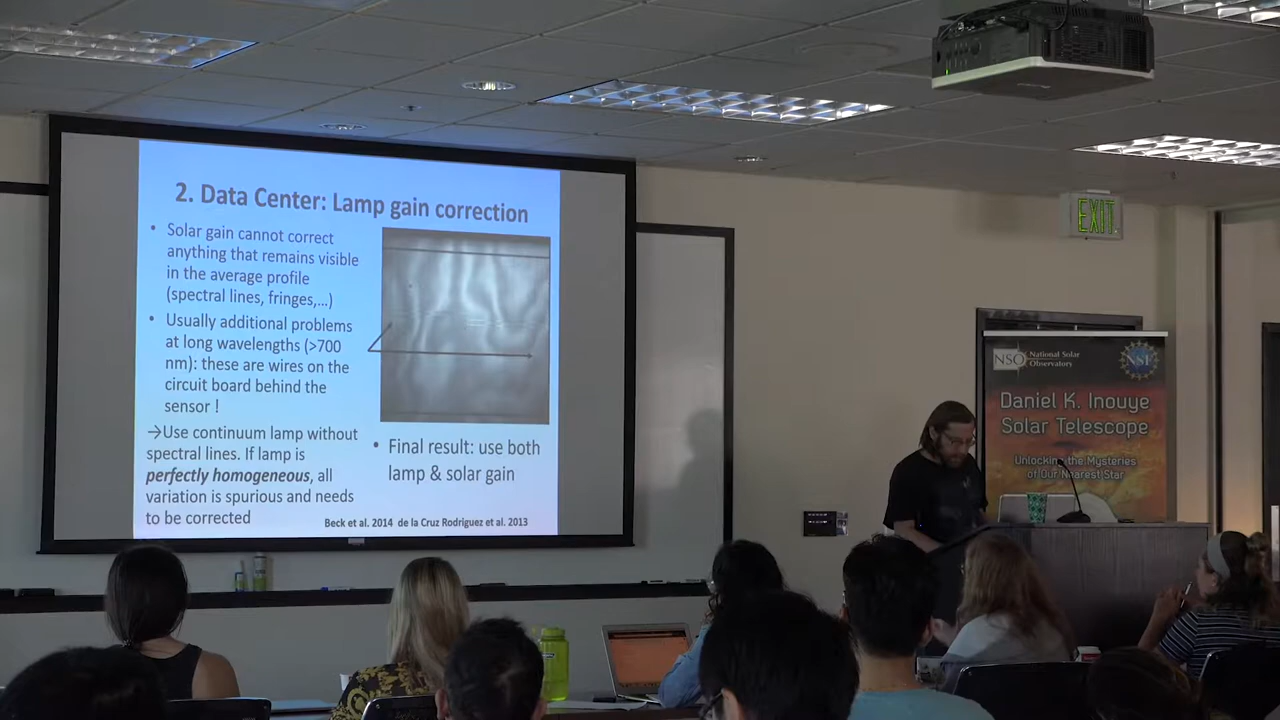 2. Data Center: Lamp gain correction
• Solar gain cannot correct
anything that remains visible
in the average profile
(spectral lines, fringes,...)
• Usually additional problems
at long wavelengths (>700
nm): these are wires on the
circuit board behind the
sensor !
→Use continuum lamp without
spectral lines. If lamp is
perfectly homogeneous, all
variation is spurious and needs
to be corrected
• Final result: use both
lamp & solar gain
Beck et al. 2014 de la Cruz Rodriguez et al. 2013
EXIT
NSO National Solar
Observatory
NSF
Daniel K. Inouye
Solar Telescope
Unlocking the Mysteries
of Our Nearest Star